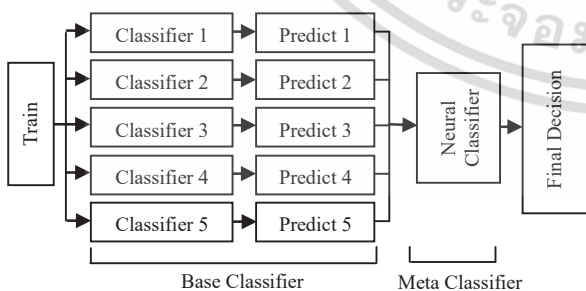 Train
Classifier 1
Predict 1
Classifier 2
Predict 2
Classifier 3
Predict 3
Classifier 4
Predict 4
Classifier 5
Predict 5
Neural
Classifier
Final Decision
Base Classifier
Meta Classifier